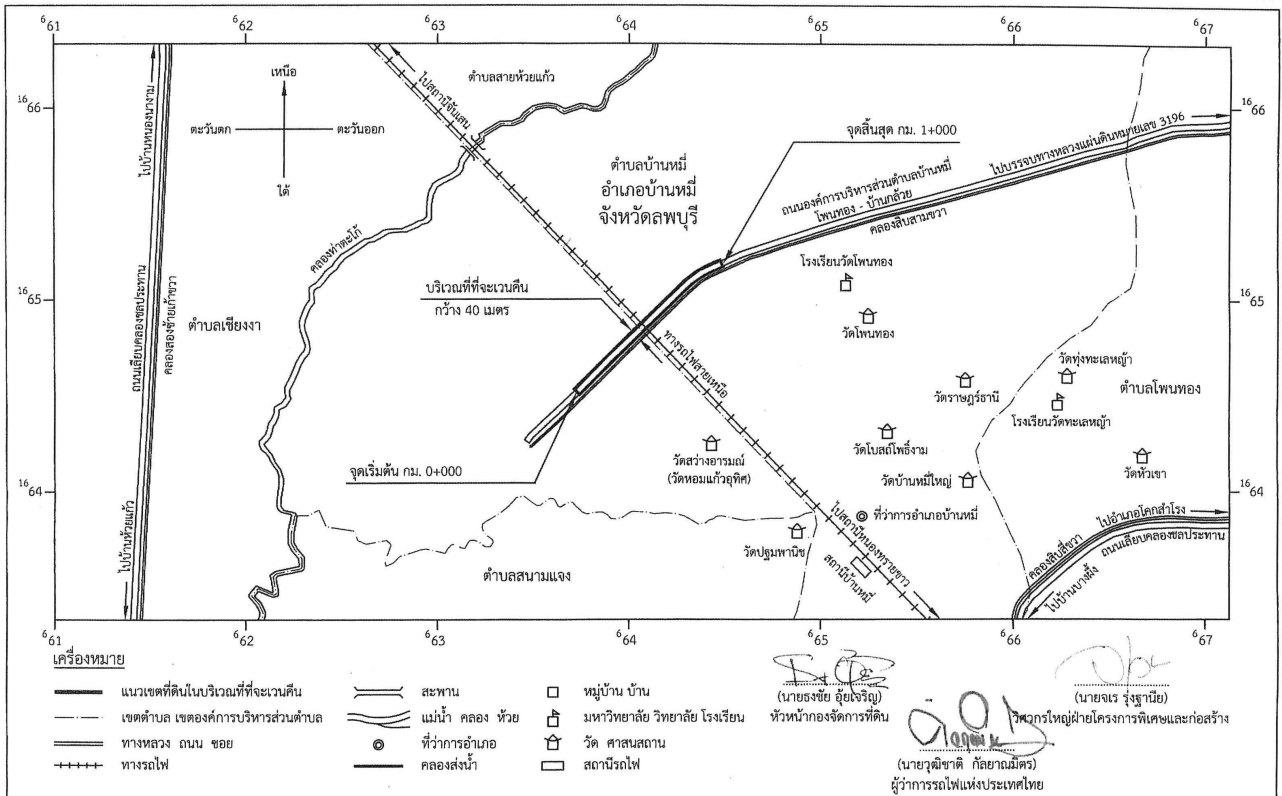 ⁶61
⁶62
⁶63
⁶64
⁶65
⁶66
⁶67
¹⁶66
¹⁶66
¹⁶65
¹⁶65
¹⁶64
¹⁶64
เหนือ
ตะวันตก
ตะวันออก
ใต้
ไปบ้านหนองนางาม
ถนนเลียบคลองชลประทาน
คลองสองซ้ายเก้าขวา
ไปบ้านห้วยแก้ว
ไปสถานีจันเสน
ตำบลสายห้วยแก้ว
คลองท่าตะโก้
ตำบลเชียงงา
ตำบลบ้านหมี่
อำเภอบ้านหมี่
จังหวัดลพบุรี
จุดสิ้นสุด กม. 1+000
ไปบรรจบทางหลวงแผ่นดินหมายเลข 3196
ถนนองค์การบริหารส่วนตำบลบ้านหมี่
โพนทอง - บ้านกล้วย
คลองสิบสามขวา
บริเวณที่ที่จะเวนคืน
กว้าง 40 เมตร
ทางรถไฟสายเหนือ
จุดเริ่มต้น กม. 0+000
โรงเรียนวัดโพนทอง
วัดโพนทอง
วัดทุ่งทะเลหญ้า
ตำบลโพนทอง
วัดราษฎร์ธานี
โรงเรียนวัดทะเลหญ้า
วัดโบสถ์โพธิ์งาม
วัดสว่างอารมณ์
(วัดหอมแก้วอุทิศ)
วัดบ้านหมี่ใหญ่
วัดหัวเขา
ที่ว่าการอำเภอบ้านหมี่
วัดปฐมพานิช
ไปสถานีหนองทรายขาว
สถานีบ้านหมี่
ตำบลสนามแจง
ไปอำเภอโคกสำโรง
คลองสิบสี่ขวา
ถนนเลียบคลองชลประทาน
ไปบ้านบางผึ้ง
⁶61
⁶62
⁶63
⁶64
⁶65
⁶66
⁶67
เครื่องหมาย
แนวเขตที่ดินในบริเวณที่ที่จะเวนคืน
สะพาน
หมู่บ้าน บ้าน
เขตตำบล เขตองค์การบริหารส่วนตำบล
แม่น้ำ คลอง ห้วย
มหาวิทยาลัย วิทยาลัย โรงเรียน
ทางหลวง ถนน ซอย
ที่ว่าการอำเภอ
วัด ศาสนสถาน
ทางรถไฟ
คลองส่งน้ำ
สถานีรถไฟ
(นายธงชัย อุ้ยเจริญ)
หัวหน้ากองจัดการที่ดิน
(นายจเร รุ่งฐานีย)
วิศวกรใหญ่ฝ่ายโครงการพิเศษและก่อสร้าง
(นายวุฒิชาติ กัลยาณมิตร)
ผู้ว่าการรถไฟแห่งประเทศไทย